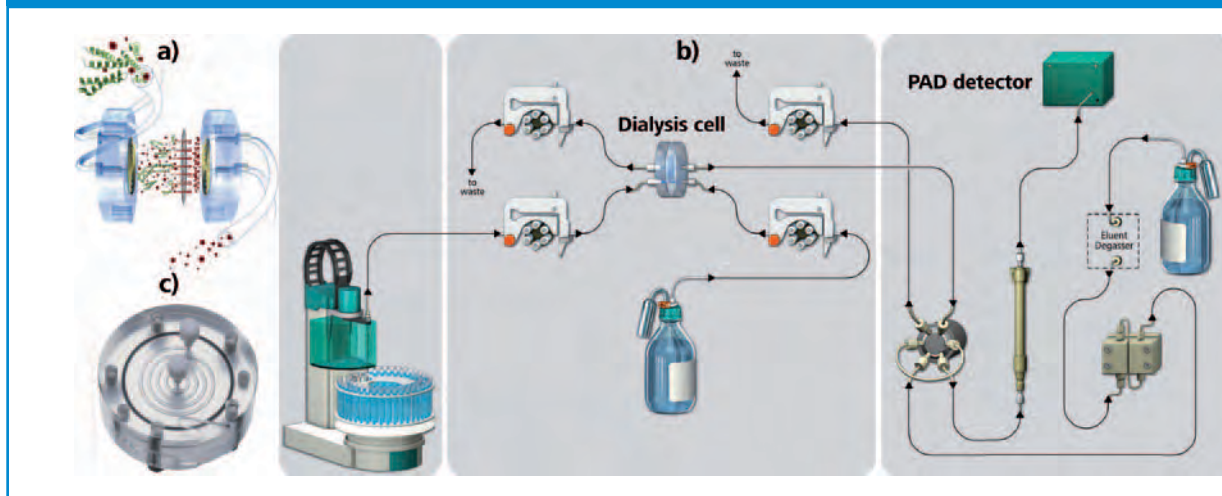 a)
b)
to
waste
PAD detector
Dialysis cell
to
waste
Eluent
Degasser
c)